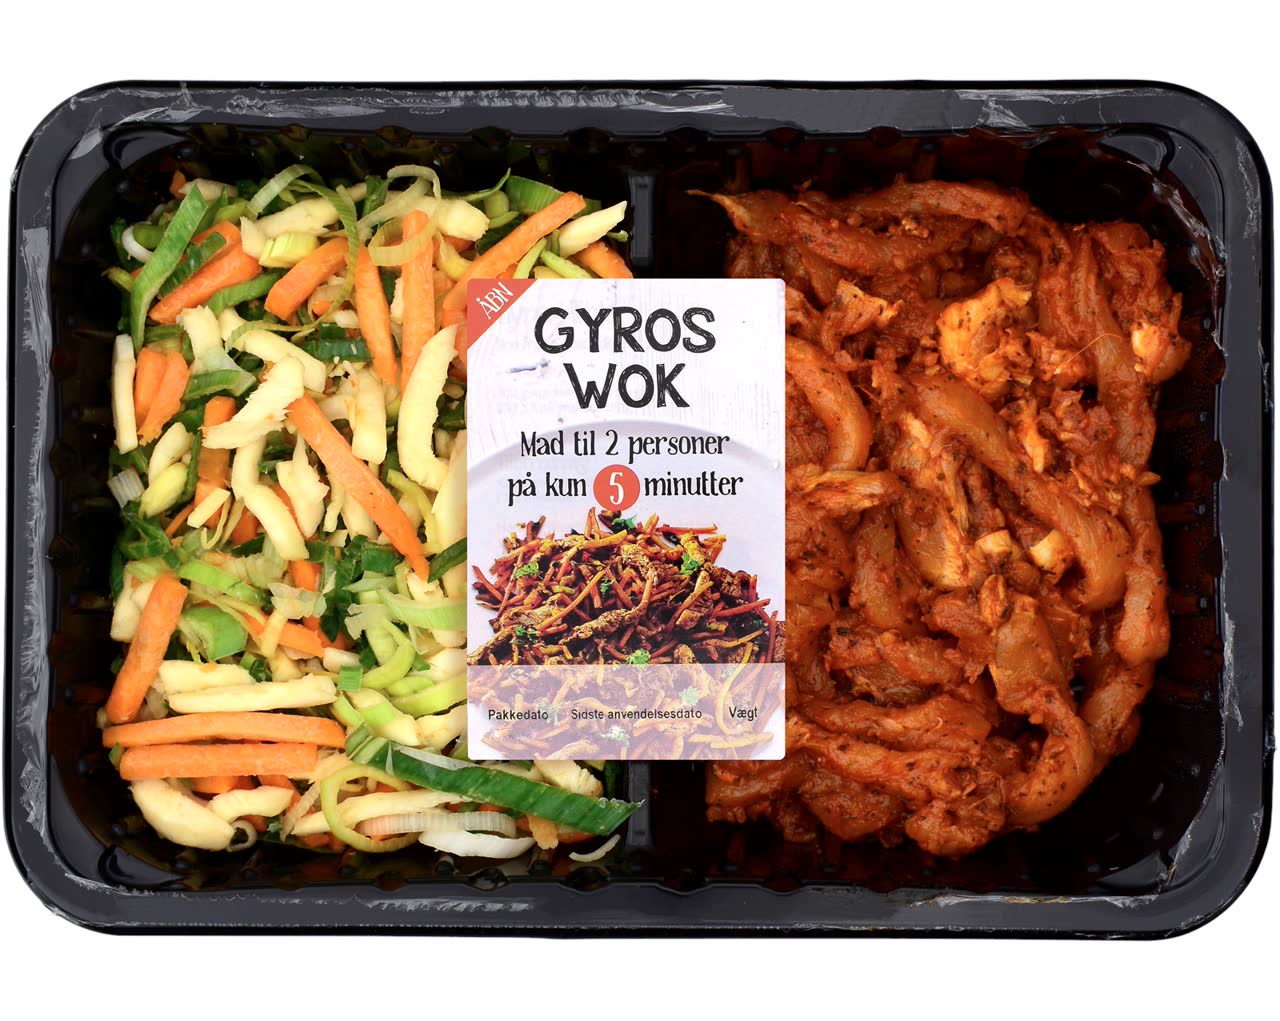 ÅBN
GYROS
WOK
Mad til 2 personer
på kun 5 minutter
Pakkedato Sidste anvendelsesdato Vægt